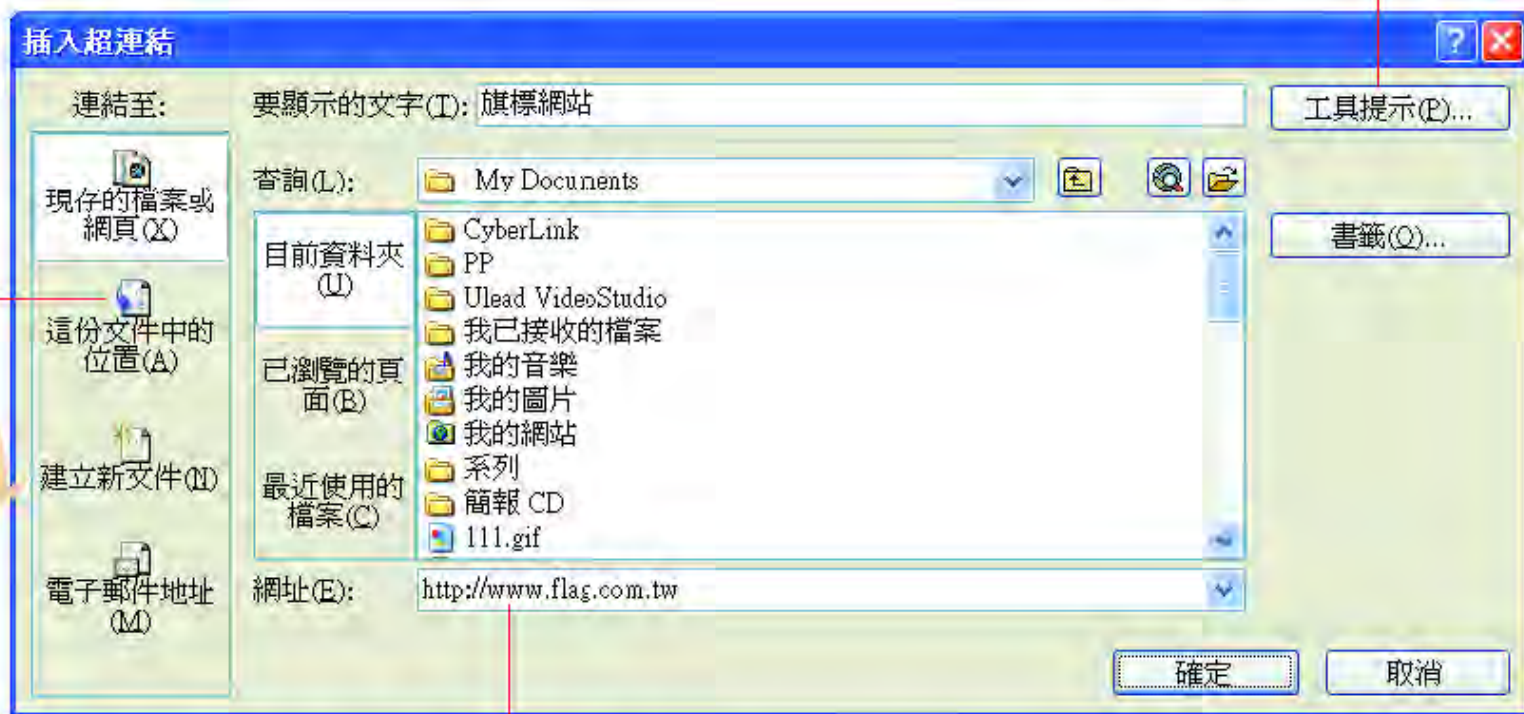 插入超連結
連結至:
要顯示的文字(T): 旗標網站
工具提示(P)...
現存的檔案或
網頁(X)
這份文件中的
位置(A)
建立新文件(N)
電子郵件地址
(M)
查詢(L):
My Documents
目前資料夾
(U)
已瀏覽的頁
面(B)
最近使用的
檔案(C)
CyberLink
PP
Ulead VideoStudio
我已接收的檔案
我的音樂
我的圖片
我的網站
系列
簡報 CD
111.gif
書籤(O)...
網址(E):
http://www.flag.com.tw
確定
取消